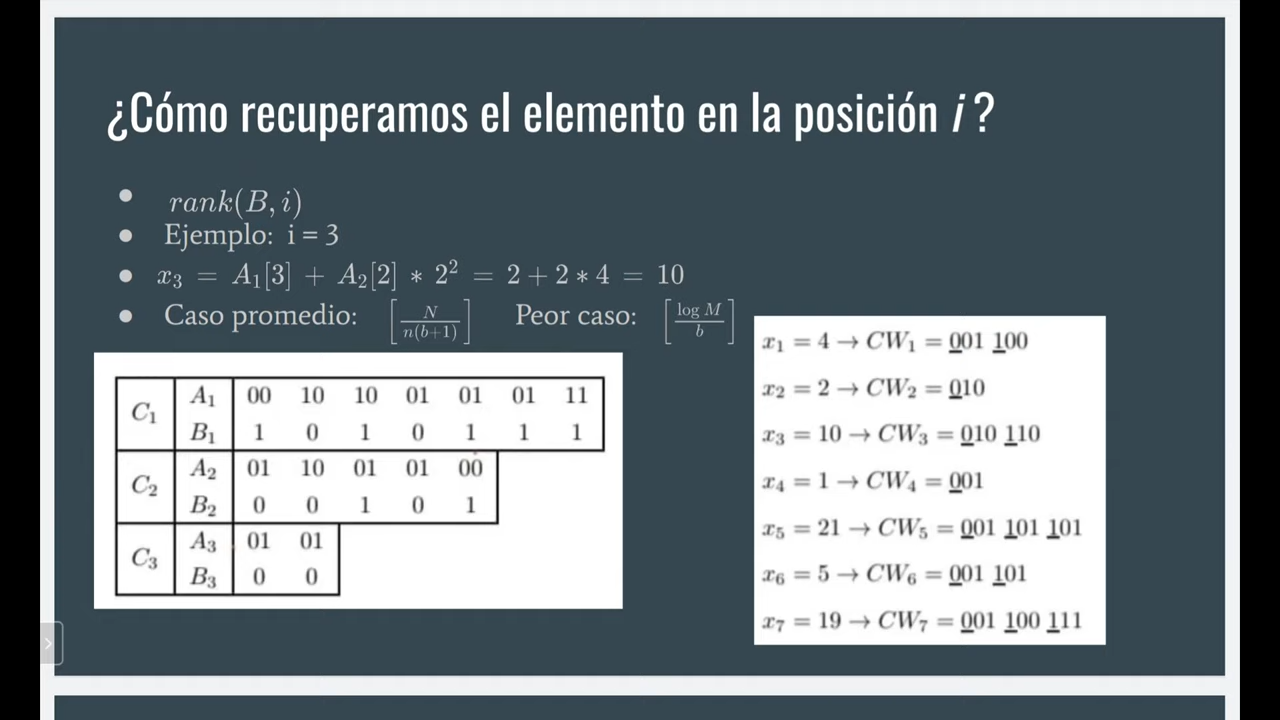 ¿Cómo recuperamos el elemento en la posición i?
● rank(B, i)
● Ejemplo: i = 3
● x₃ = A₁[3] + A₂[2] * 2² = 2 + 2 * 4 = 10
● Caso promedio: [N / n(b+1)] Peor caso: [log M / b]
C₁ A₁ 00 10 10 01 01 01 11
B₁ 1 0 1 0 1 1 1
C₂ A₂ 01 10 01 01 00
B₂ 0 0 1 0 1
C₃ A₃ 01 01
B₃ 0 0
x₁ = 4 → CW₁ = 001 100
x₂ = 2 → CW₂ = 010
x₃ = 10 → CW₃ = 010 110
x₄ = 1 → CW₄ = 001
x₅ = 21 → CW₅ = 001 101 101
x₆ = 5 → CW₆ = 001 101
x₇ = 19 → CW₇ = 001 100 111